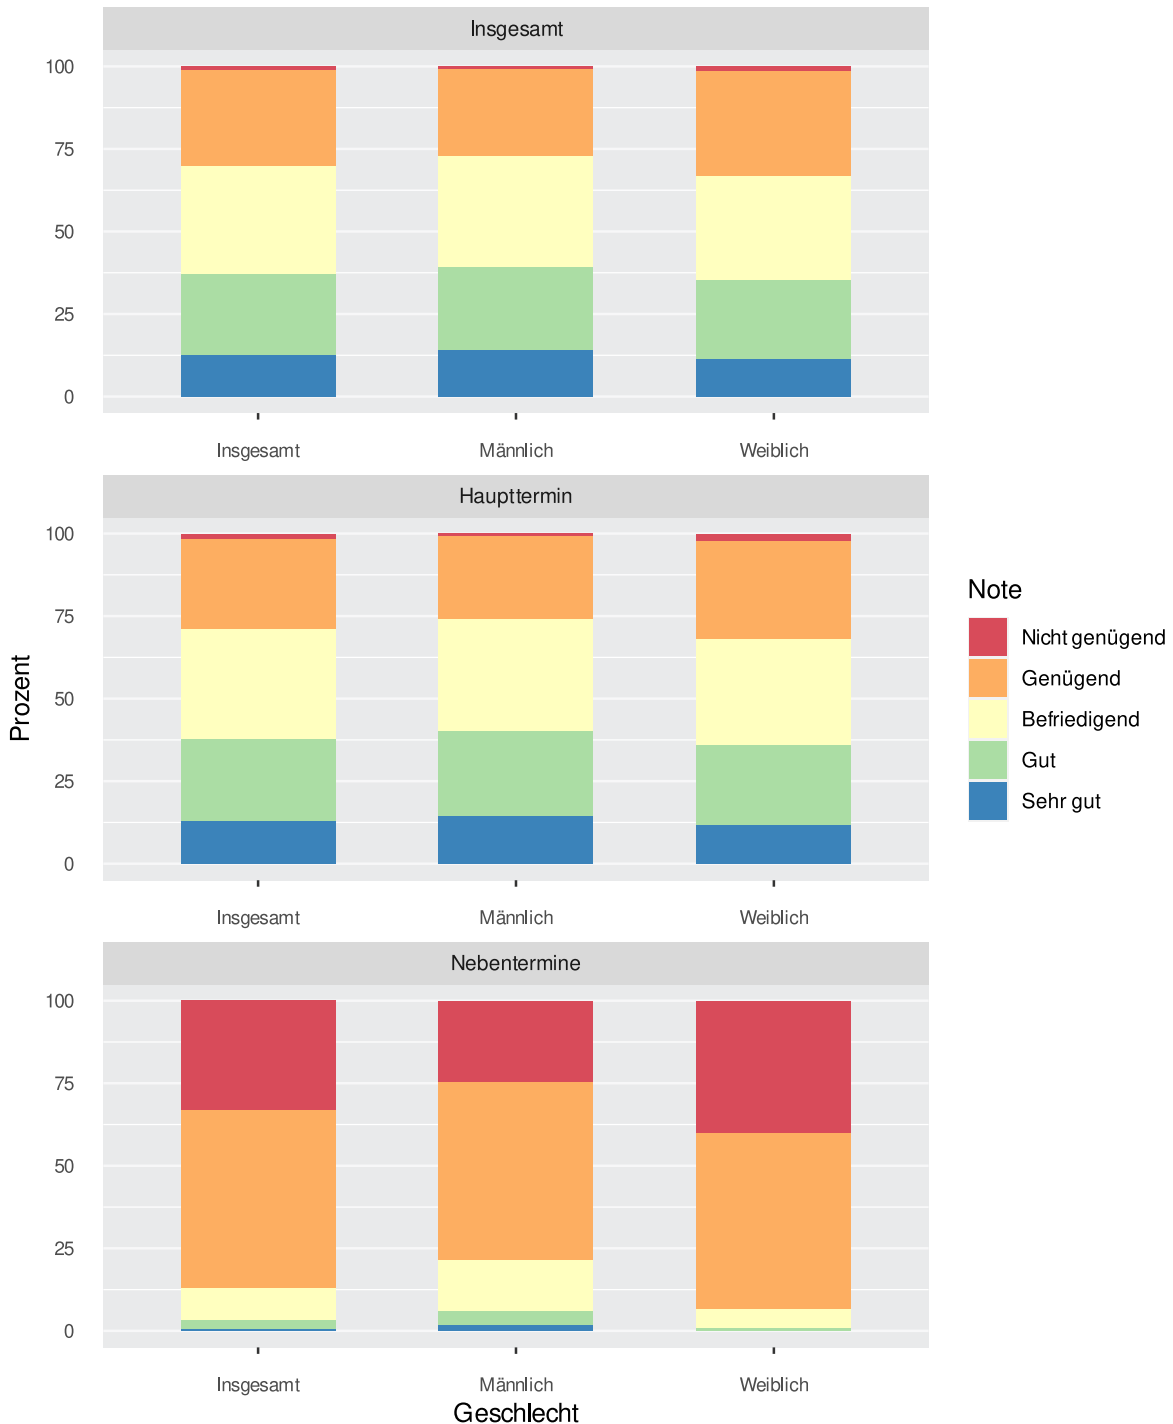 Insgesamt
100
75
50
25
0
Insgesamt Männlich Weiblich
Haupttermin
100
75
50
25
0
Insgesamt Männlich Weiblich
Nebentermine
100
75
50
25
0
Insgesamt Männlich Weiblich
Geschlecht
Prozent
Note
Nicht genügend
Genügend
Befriedigend
Gut
Sehr gut